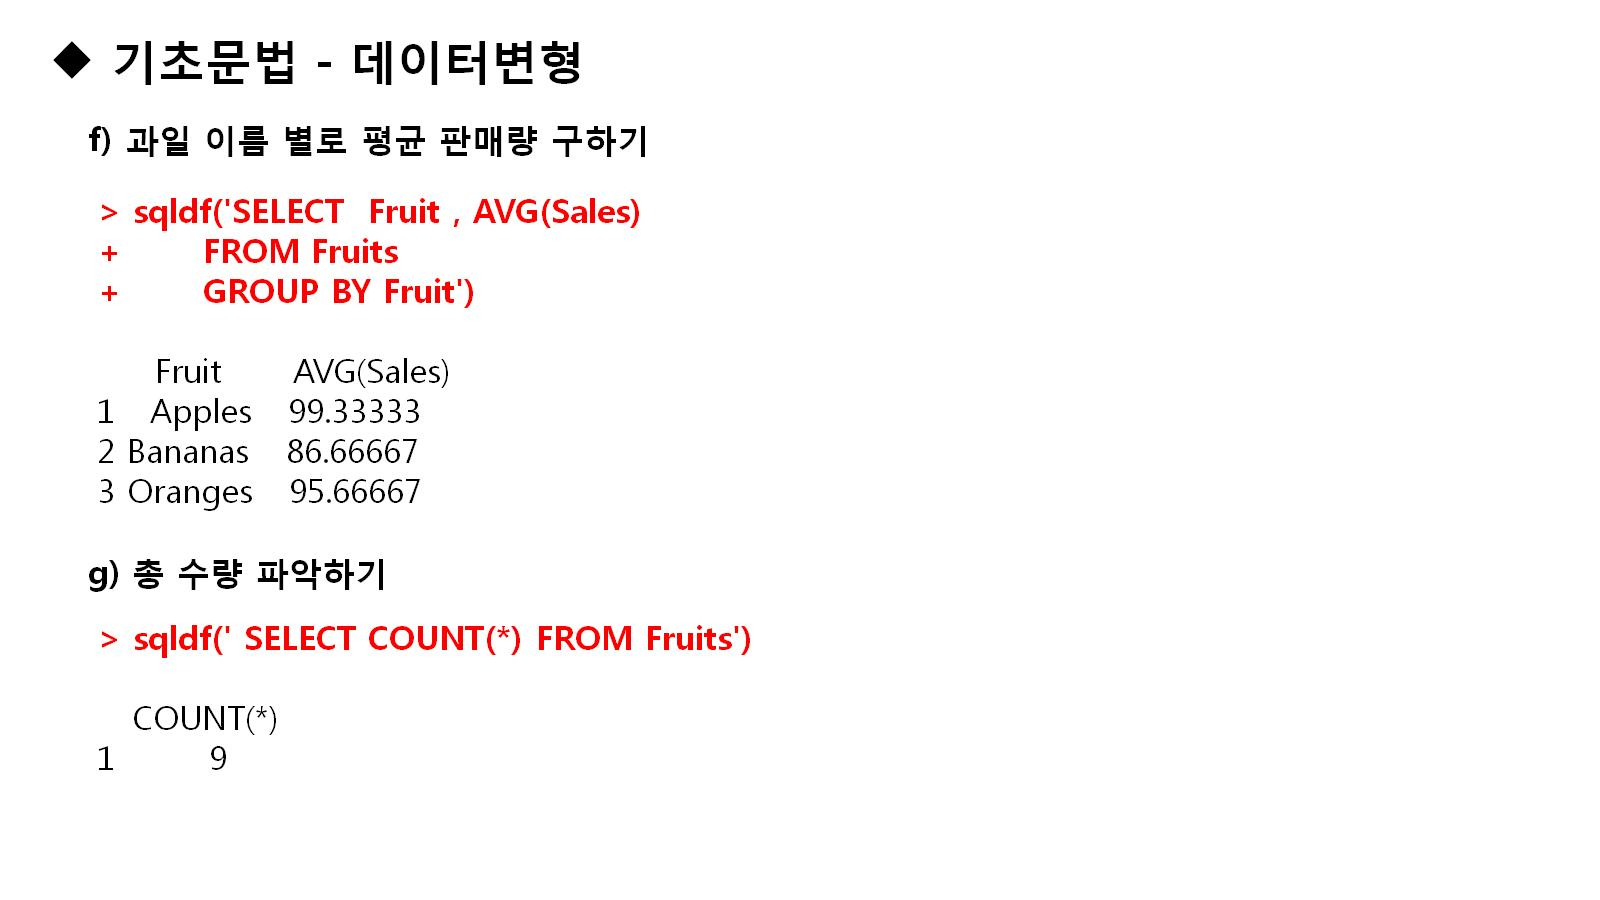 ◆ 기초문법 - 데이터변형
f) 과일 이름 별로 평균 판매량 구하기
> sqldf('SELECT Fruit , AVG(Sales)
+ FROM Fruits
+ GROUP BY Fruit')
Fruit AVG(Sales)
1 Apples 99.33333
2 Bananas 86.66667
3 Oranges 95.66667
g) 총 수량 파악하기
> sqldf(' SELECT COUNT(*) FROM Fruits')
COUNT(*)
1 9